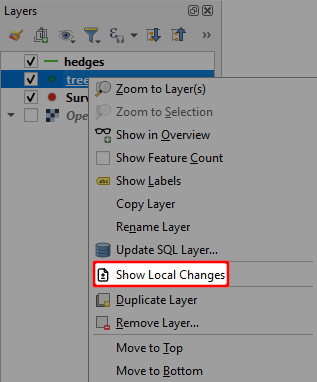 Layers
hedges
tree
Surv
Ope
Zoom to Layer(s)
Zoom to Selection
Show in Overview
Show Feature Count
abc
Show Labels
Copy Layer
Rename Layer
Update SQL Layer...
Show Local Changes
Duplicate Layer
Remove Layer...
Move to Top
Move to Bottom